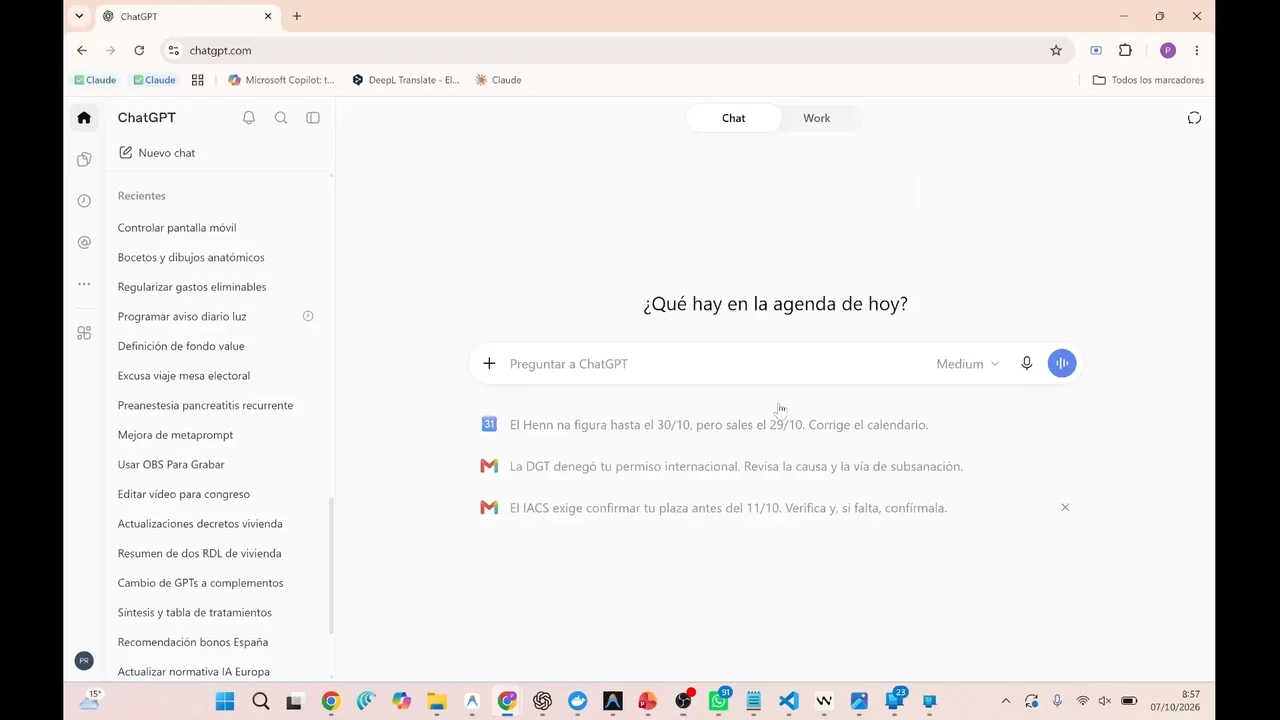 ChatGPT
chatgpt.com
Claude
Claude
Microsoft Copilot: t...
DeepL Translate - El...
Claude
Todos los marcadores
ChatGPT
Chat
Work
Nuevo chat
Recientes
Controlar pantalla móvil
Bocetos y dibujos anatómicos
Regularizar gastos eliminables
Programar aviso diario luz
Definición de fondo value
Excusa viaje mesa electoral
Preanestesia pancreatitis recurrente
Mejora de metaprompt
Usar OBS Para Grabar
Editar vídeo para congreso
Actualizaciones decretos vivienda
Resumen de dos RDL de vivienda
Cambio de GPTs a complementos
Síntesis y tabla de tratamientos
Recomendación bonos España
Actualizar normativa IA Europa
PR
¿Qué hay en la agenda de hoy?
Preguntar a ChatGPT
Medium
31
El Henn na figura hasta el 30/10, pero sales el 29/10. Corrige el calendario.
La DGT denegó tu permiso internacional. Revisa la causa y la vía de subsanación.
El IACS exige confirmar tu plaza antes del 11/10. Verifica y, si falta, confírmala.
15°
91
23
8:57
07/10/2026